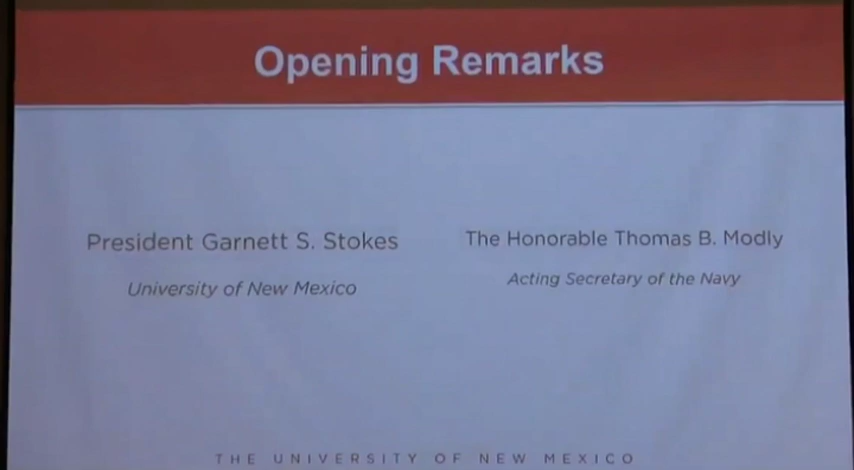 Opening Remarks
President Garnett S. Stokes
University of New Mexico
The Honorable Thomas B. Modly
Acting Secretary of the Navy
THE UNIVERSITY OF NEW MEXICO